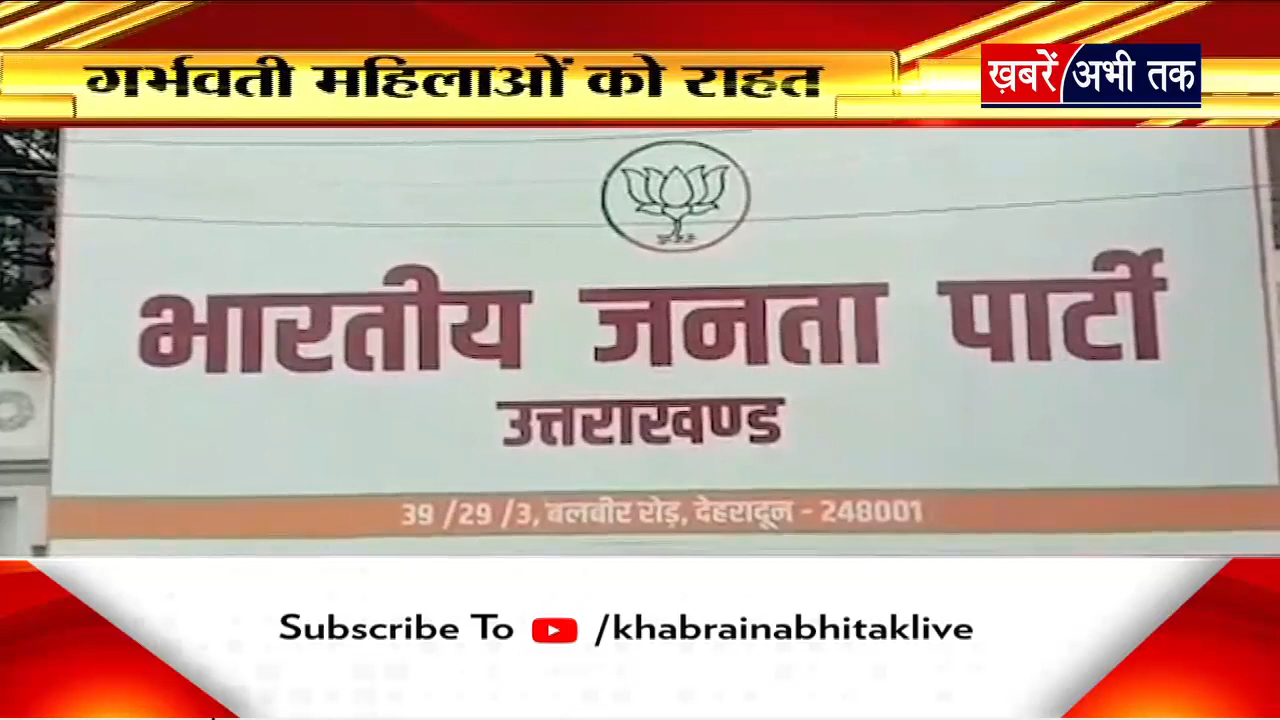 गर्भवती महिलाओं को राहत
ख़बरें अभी तक
भारतीय जनता पार्टी
उत्तराखण्ड
39 /29 /3, बलबीर रोड़, देहरादून - 248001
Subscribe To /khabrainabhitaklive